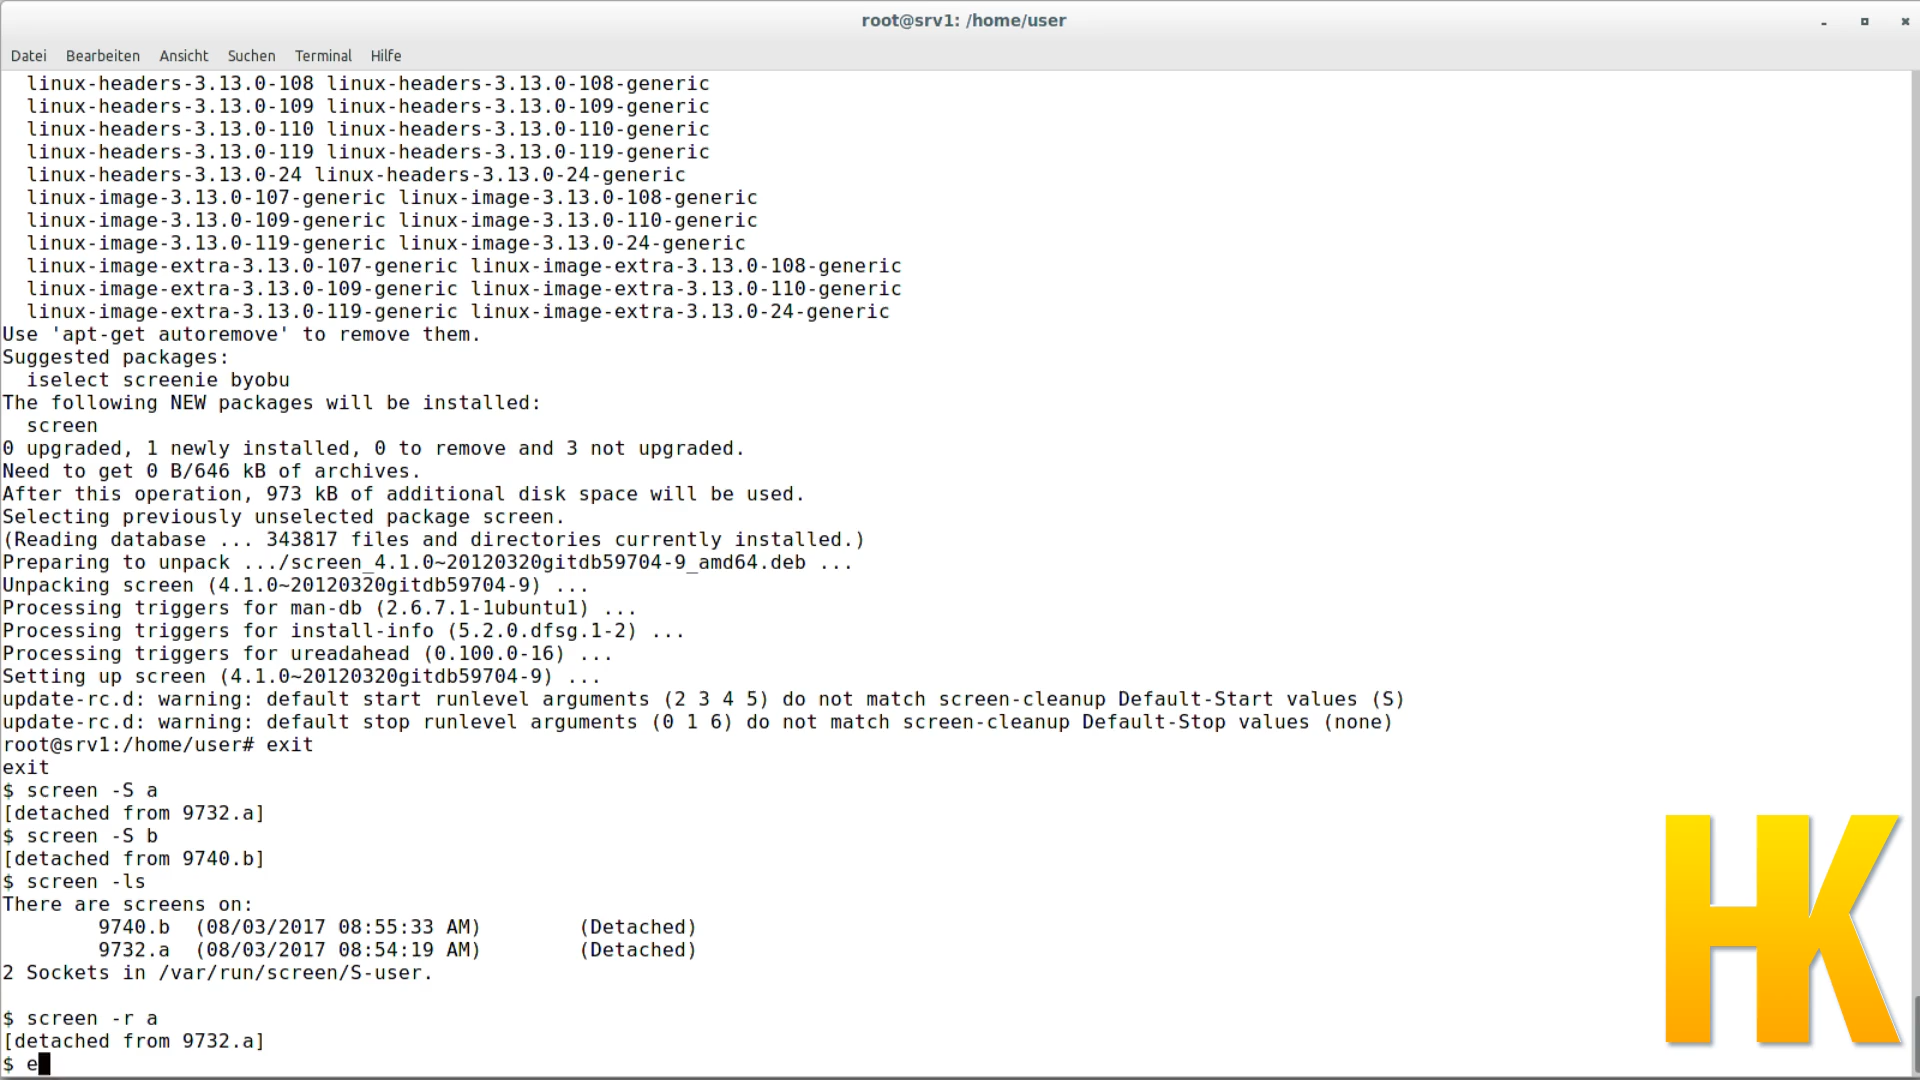 root@srv1: /home/user
Datei Bearbeiten Ansicht Suchen Terminal Hilfe
linux-headers-3.13.0-108 linux-headers-3.13.0-108-generic
linux-headers-3.13.0-109 linux-headers-3.13.0-109-generic
linux-headers-3.13.0-110 linux-headers-3.13.0-110-generic
linux-headers-3.13.0-119 linux-headers-3.13.0-119-generic
linux-headers-3.13.0-24 linux-headers-3.13.0-24-generic
linux-image-3.13.0-107-generic linux-image-3.13.0-108-generic
linux-image-3.13.0-109-generic linux-image-3.13.0-110-generic
linux-image-3.13.0-119-generic linux-image-3.13.0-24-generic
linux-image-extra-3.13.0-107-generic linux-image-extra-3.13.0-108-generic
linux-image-extra-3.13.0-109-generic linux-image-extra-3.13.0-110-generic
linux-image-extra-3.13.0-119-generic linux-image-extra-3.13.0-24-generic
Use 'apt-get autoremove' to remove them.
Suggested packages:
iselect screenie byobu
The following NEW packages will be installed:
screen
0 upgraded, 1 newly installed, 0 to remove and 3 not upgraded.
Need to get 0 B/646 kB of archives.
After this operation, 973 kB of additional disk space will be used.
Selecting previously unselected package screen.
(Reading database ... 343817 files and directories currently installed.)
Preparing to unpack .../screen_4.1.0~20120320gitdb59704-9_amd64.deb ...
Unpacking screen (4.1.0~20120320gitdb59704-9) ...
Processing triggers for man-db (2.6.7.1-1ubuntu1) ...
Processing triggers for install-info (5.2.0.dfsg.1-2) ...
Processing triggers for ureadahead (0.100.0-16) ...
Setting up screen (4.1.0~20120320gitdb59704-9) ...
update-rc.d: warning: default start runlevel arguments (2 3 4 5) do not match screen-cleanup Default-Start values (S)
update-rc.d: warning: default stop runlevel arguments (0 1 6) do not match screen-cleanup Default-Stop values (none)
root@srv1:/home/user# exit
exit
$ screen -S a
[detached from 9732.a]
$ screen -S b
[detached from 9740.b]
$ screen -ls
There are screens on:
9740.b (08/03/2017 08:55:33 AM) (Detached)
9732.a (08/03/2017 08:54:19 AM) (Detached)
2 Sockets in /var/run/screen/S-user.
$ screen -r a
[detached from 9732.a]
$ e
HK